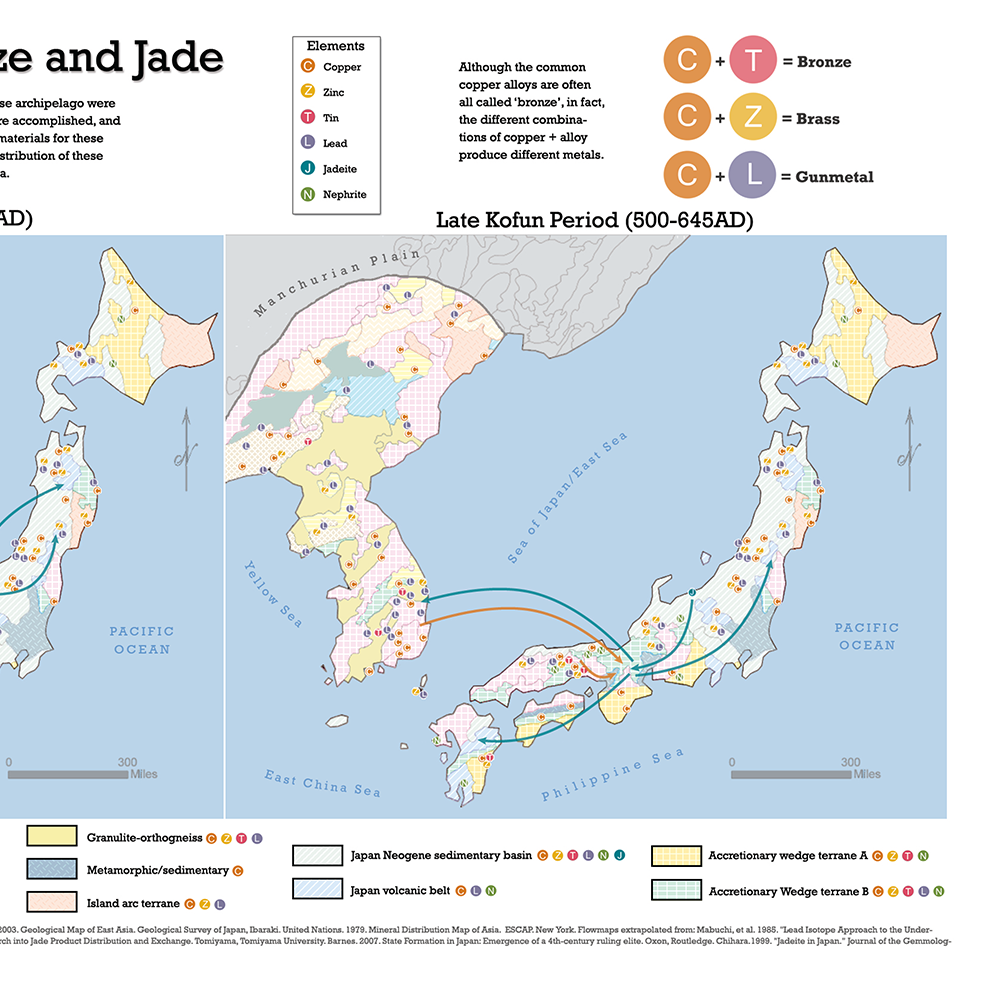 ze and Jade
se archipelago were
re accomplished, and
materials for these
stribution of these
a.
Elements
C Copper
Z Zinc
T Tin
L Lead
J Jadeite
N Nephrite
Although the common
copper alloys are often
all called ‘bronze’, in fact,
the different combina-
tions of copper + alloy
produce different metals.
C + T = Bronze
C + Z = Brass
C + L = Gunmetal
AD)
Late Kofun Period (500-645AD)
Manchurian Plain
Sea of Japan/East Sea
Yellow Sea
N
N
PACIFIC
OCEAN
PACIFIC
OCEAN
East China Sea
Philippine Sea
0 300
Miles
0 300
Miles
Granulite-orthogneiss C Z T L
Metamorphic/sedimentary C
Island arc terrane C Z L
Japan Neogene sedimentary basin C Z T L N J
Japan volcanic belt C L N
Accretionary wedge terrane A C Z T N
Accretionary Wedge terrane B C Z T L N
2003. Geological Map of East Asia. Geological Survey of Japan, Ibaraki. United Nations. 1979. Mineral Distribution Map of Asia. ESCAP. New York. Flowmaps extrapolated from: Mabuchi, et al. 1985. "Lead Isotope Approach to the Under-
rch into Jade Product Distribution and Exchange. Tomiyama, Tomiyama University. Barnes. 2007. State Formation in Japan: Emergence of a 4th-century ruling elite. Oxon, Routledge. Chihara.1999. "Jadeite in Japan." Journal of the Gemmolog-